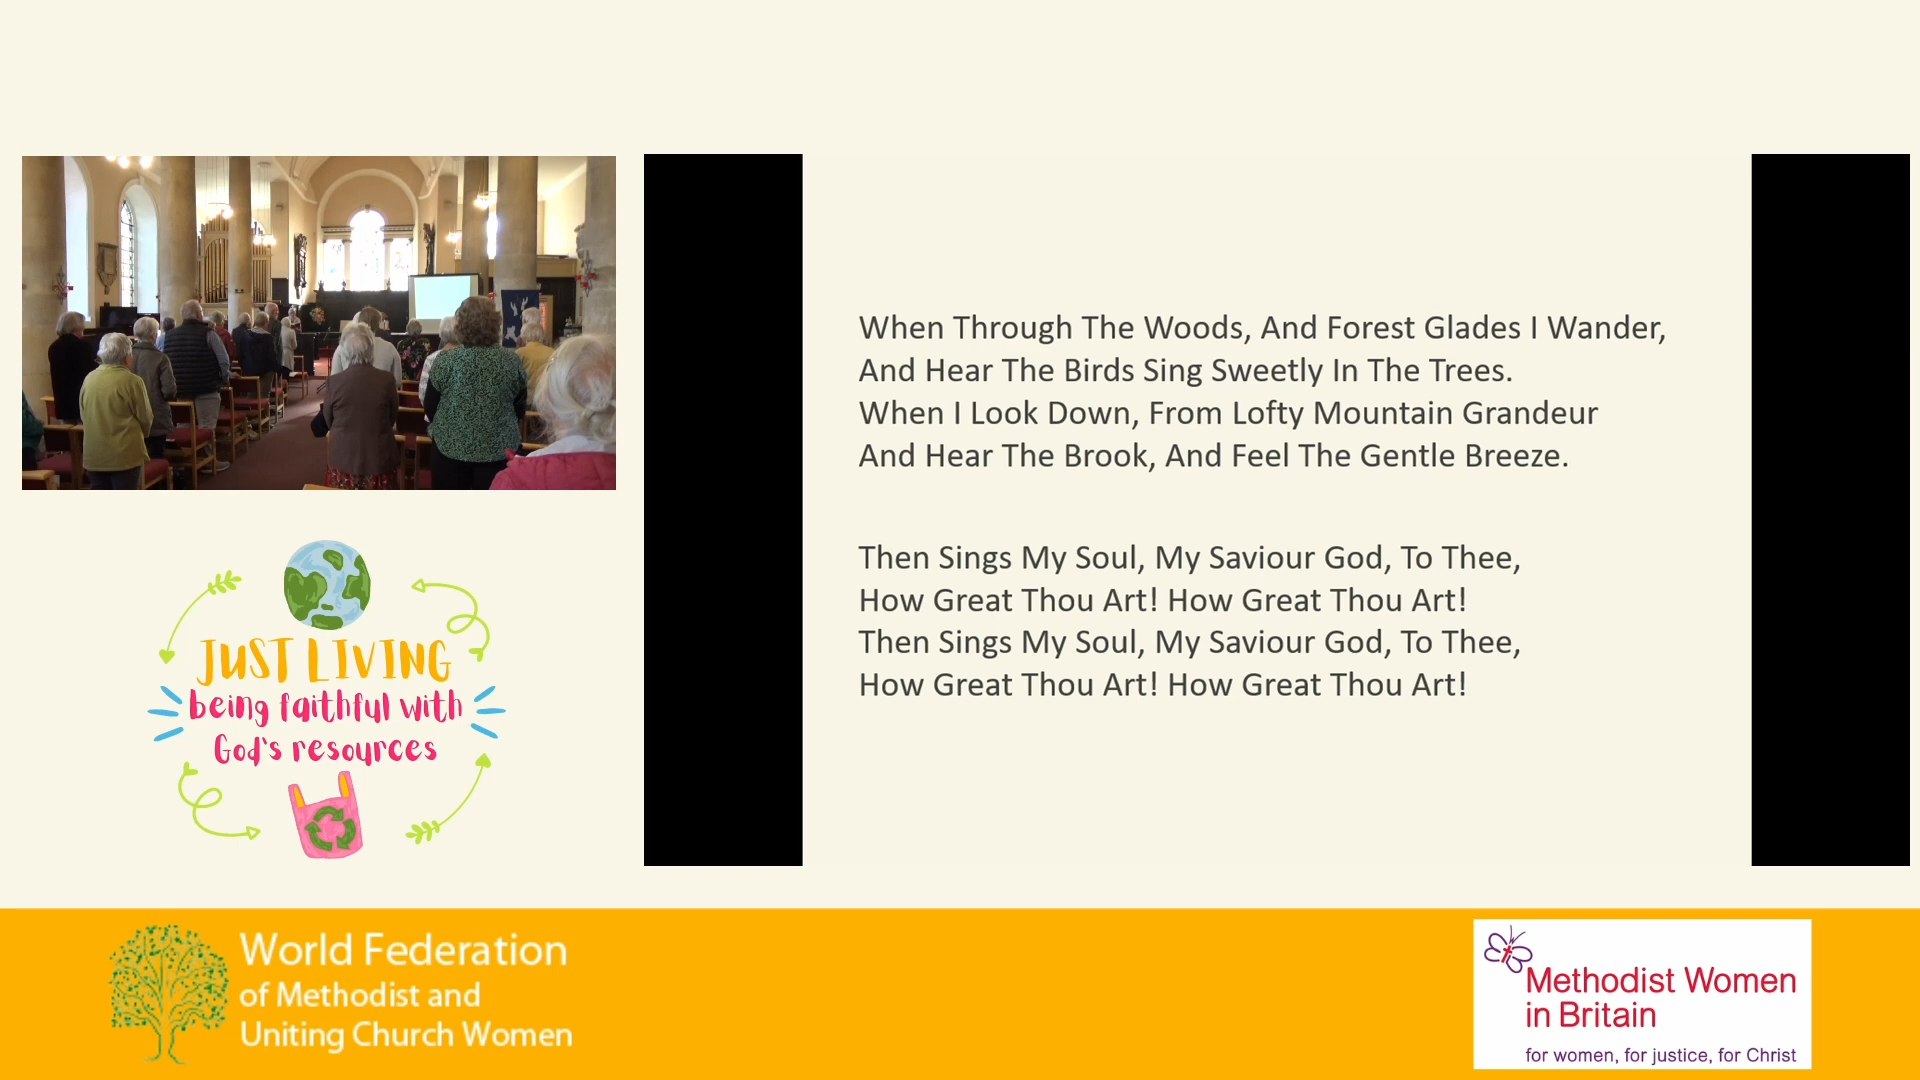 When Through The Woods, And Forest Glades I Wander,
And Hear The Birds Sing Sweetly In The Trees.
When I Look Down, From Lofty Mountain Grandeur
And Hear The Brook, And Feel The Gentle Breeze.
Then Sings My Soul, My Saviour God, To Thee,
How Great Thou Art! How Great Thou Art!
Then Sings My Soul, My Saviour God, To Thee,
How Great Thou Art! How Great Thou Art!
JUST LIVING
being faithful with
God's resources
World Federation
of Methodist and
Uniting Church Women
Methodist Women
in Britain
for women, for justice, for Christ